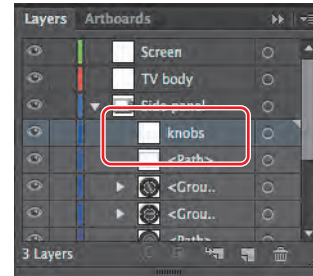 Layers Artboards
Screen
TV body
Side panel
knobs
<Path>
<Grou..
<Grou..
<Path>
3 Layers